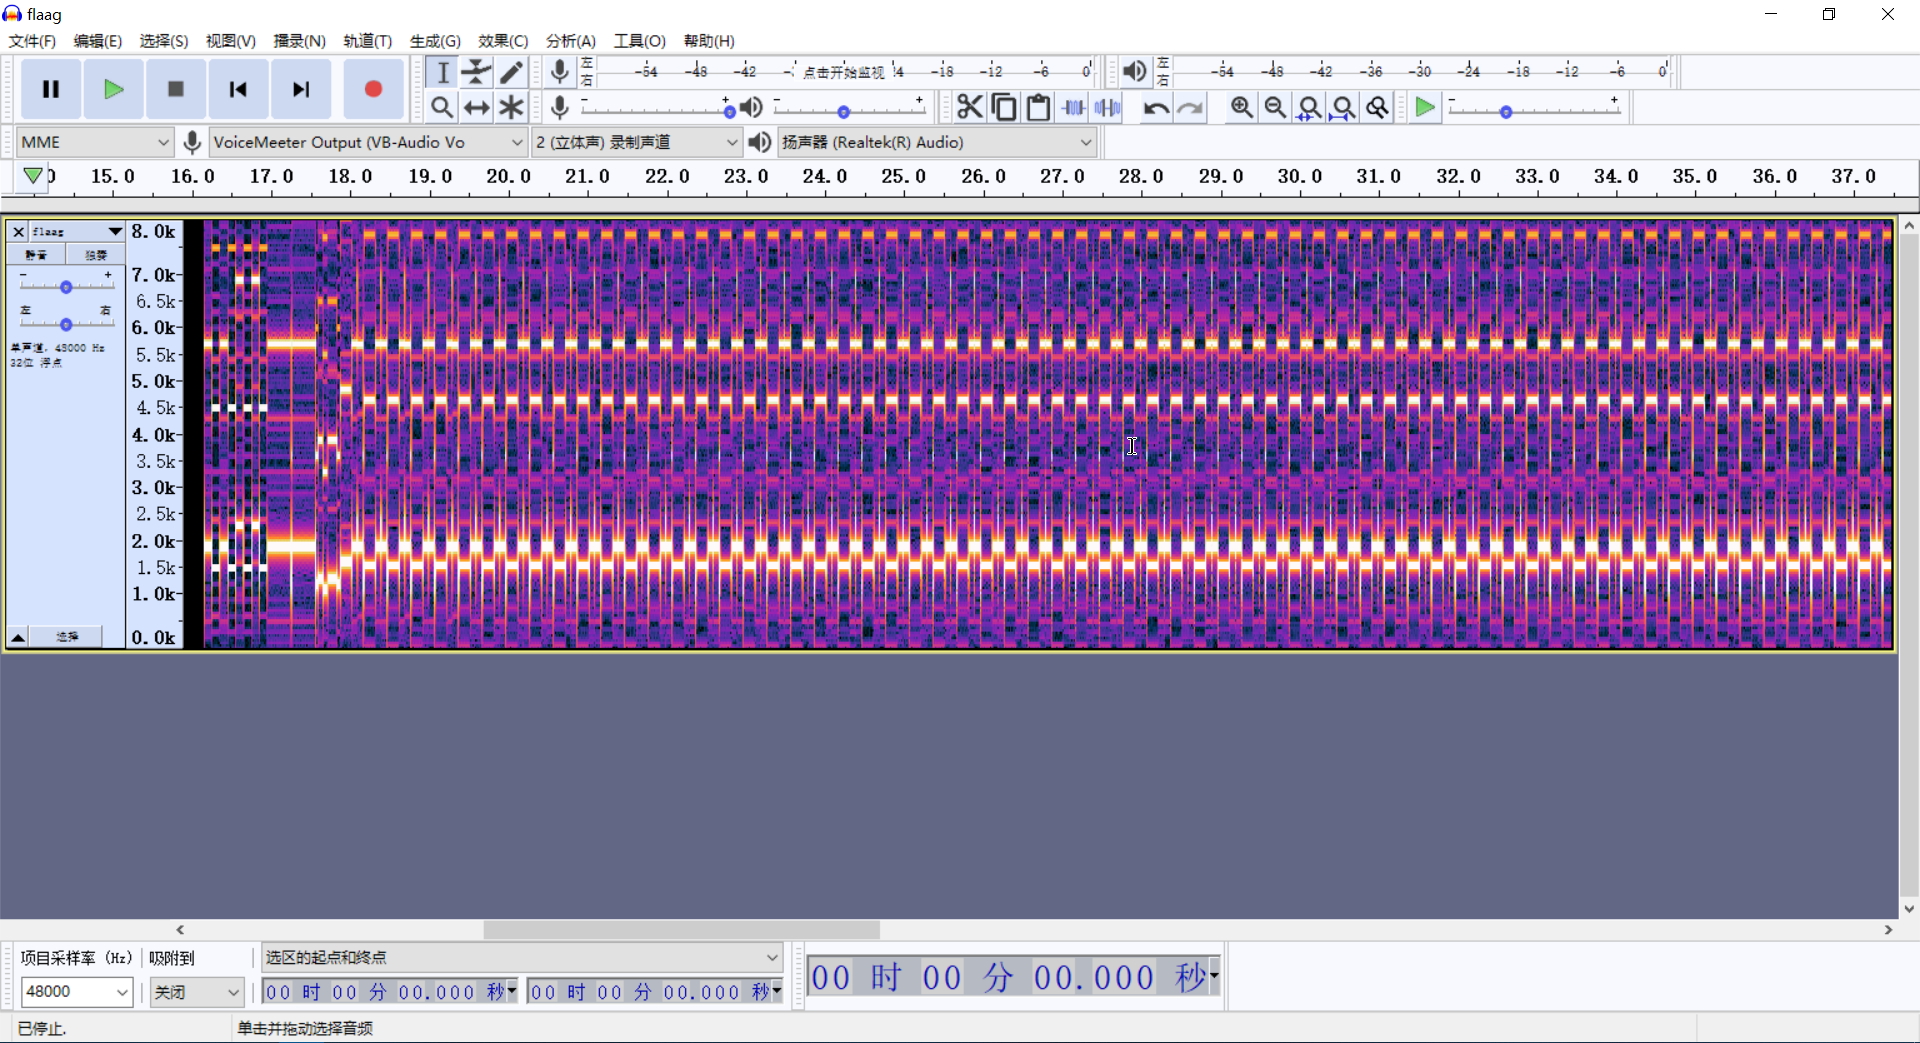 flaag
文件(F) 编辑(E) 选择(S) 视图(V) 播录(N) 轨道(T) 生成(G) 效果(C) 分析(A) 工具(O) 帮助(H)
左 右 -54 -48 -42 点击开始监视 -18 -12 -6 0
左 右 -54 -48 -42 -36 -30 -24 -18 -12 -6 0
- + - + - +
MME VoiceMeeter Output (VB-Audio Vo 2 (立体声) 录制声道 扬声器 (Realtek(R) Audio)
15.0 16.0 17.0 18.0 19.0 20.0 21.0 22.0 23.0 24.0 25.0 26.0 27.0 28.0 29.0 30.0 31.0 32.0 33.0 34.0 35.0 36.0 37.0
flaag
静音 独奏
- +
左 右
单声道, 48000 Hz
32位 浮点
选择
8.0k
7.0k
6.5k
6.0k
5.5k
5.0k
4.5k
4.0k
3.5k
3.0k
2.5k
2.0k
1.5k
1.0k
0.0k
项目采样率 (Hz) 吸附到 选区的起点和终点
48000 关闭 00 时 00 分 00.000 秒 00 时 00 分 00.000 秒
00 时 00 分 00.000 秒
已停止. 单击并拖动选择音频